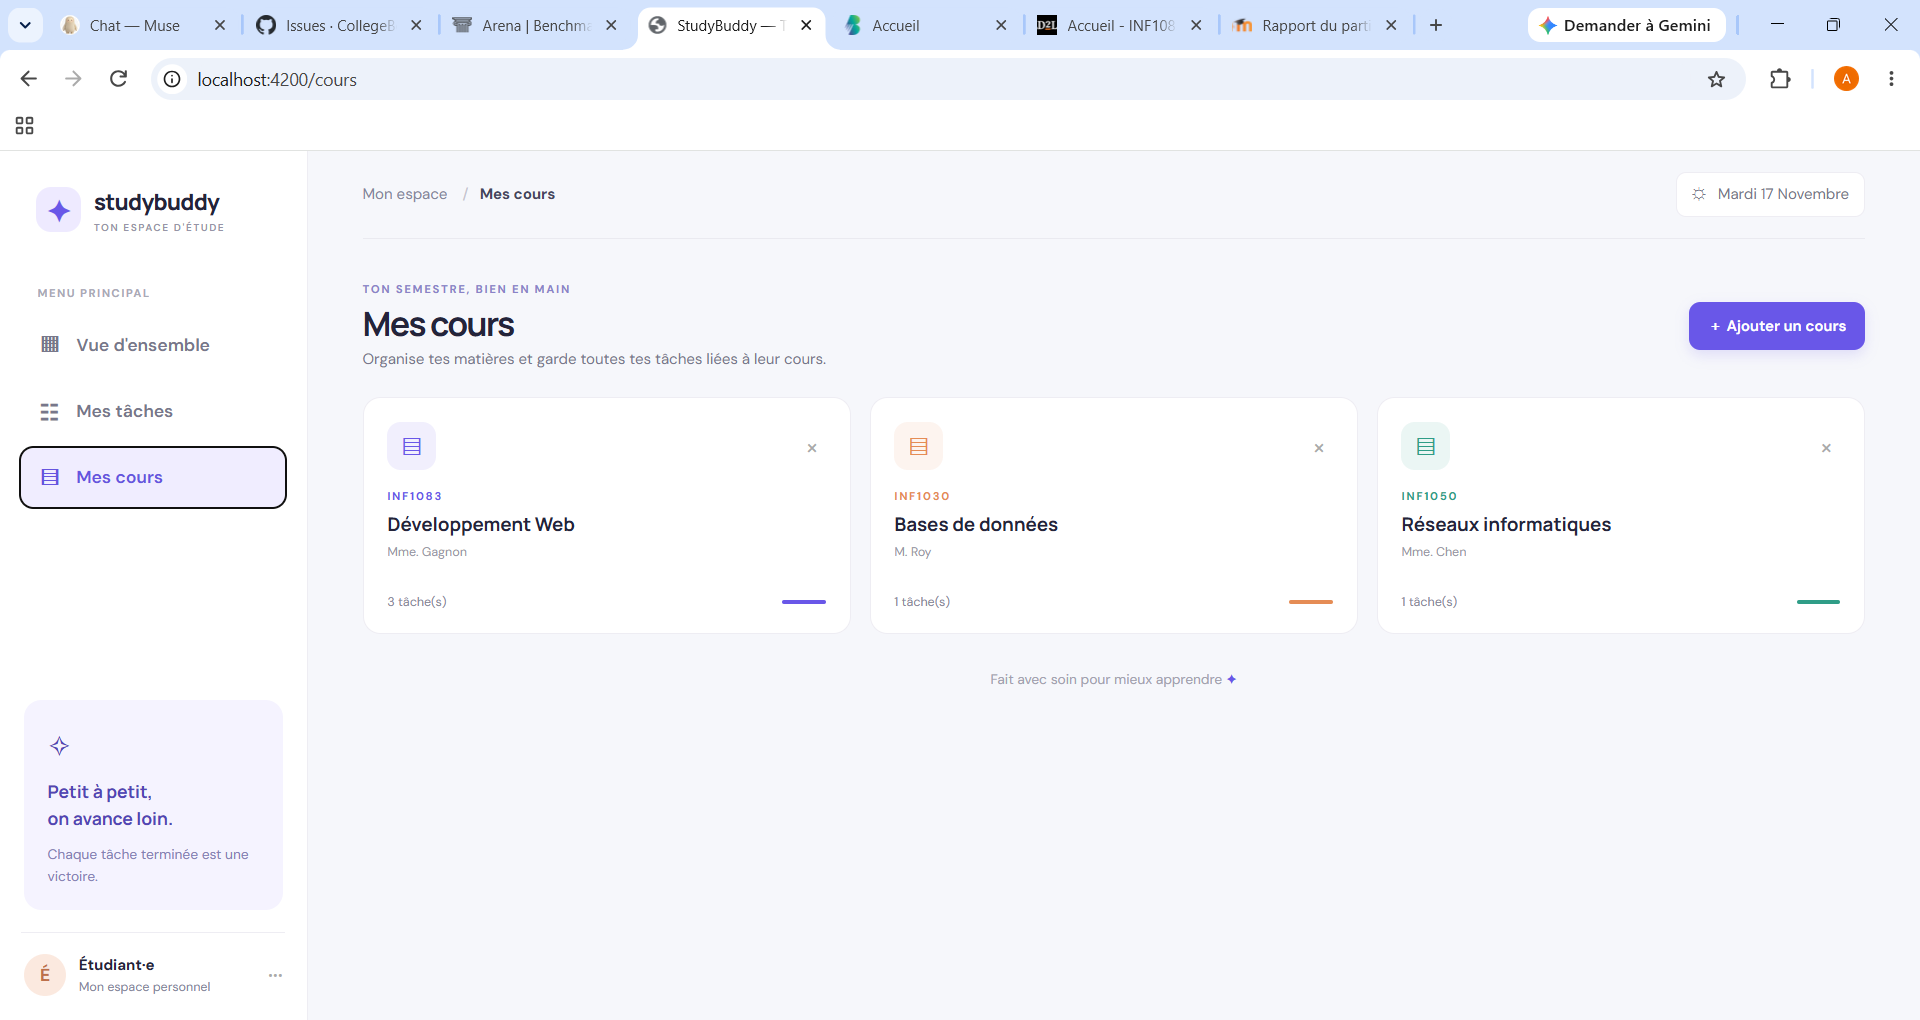 Chat — Muse
Issues · CollegeB
Arena | Benchma
StudyBuddy — T
Accueil
D2L
Accueil - INF108
Rapport du parti
Demander à Gemini
localhost:4200/cours
A
studybuddy
TON ESPACE D'ÉTUDE
MENU PRINCIPAL
Vue d'ensemble
Mes tâches
Mes cours
Petit à petit,
on avance loin.
Chaque tâche terminée est une
victoire.
É
Étudiant·e
Mon espace personnel
Mon espace / Mes cours
Mardi 17 Novembre
TON SEMESTRE, BIEN EN MAIN
Mes cours
Organise tes matières et garde toutes tes tâches liées à leur cours.
+ Ajouter un cours
INF1083
Développement Web
Mme. Gagnon
3 tâche(s)
INF1030
Bases de données
M. Roy
1 tâche(s)
INF1050
Réseaux informatiques
Mme. Chen
1 tâche(s)
Fait avec soin pour mieux apprendre ✦